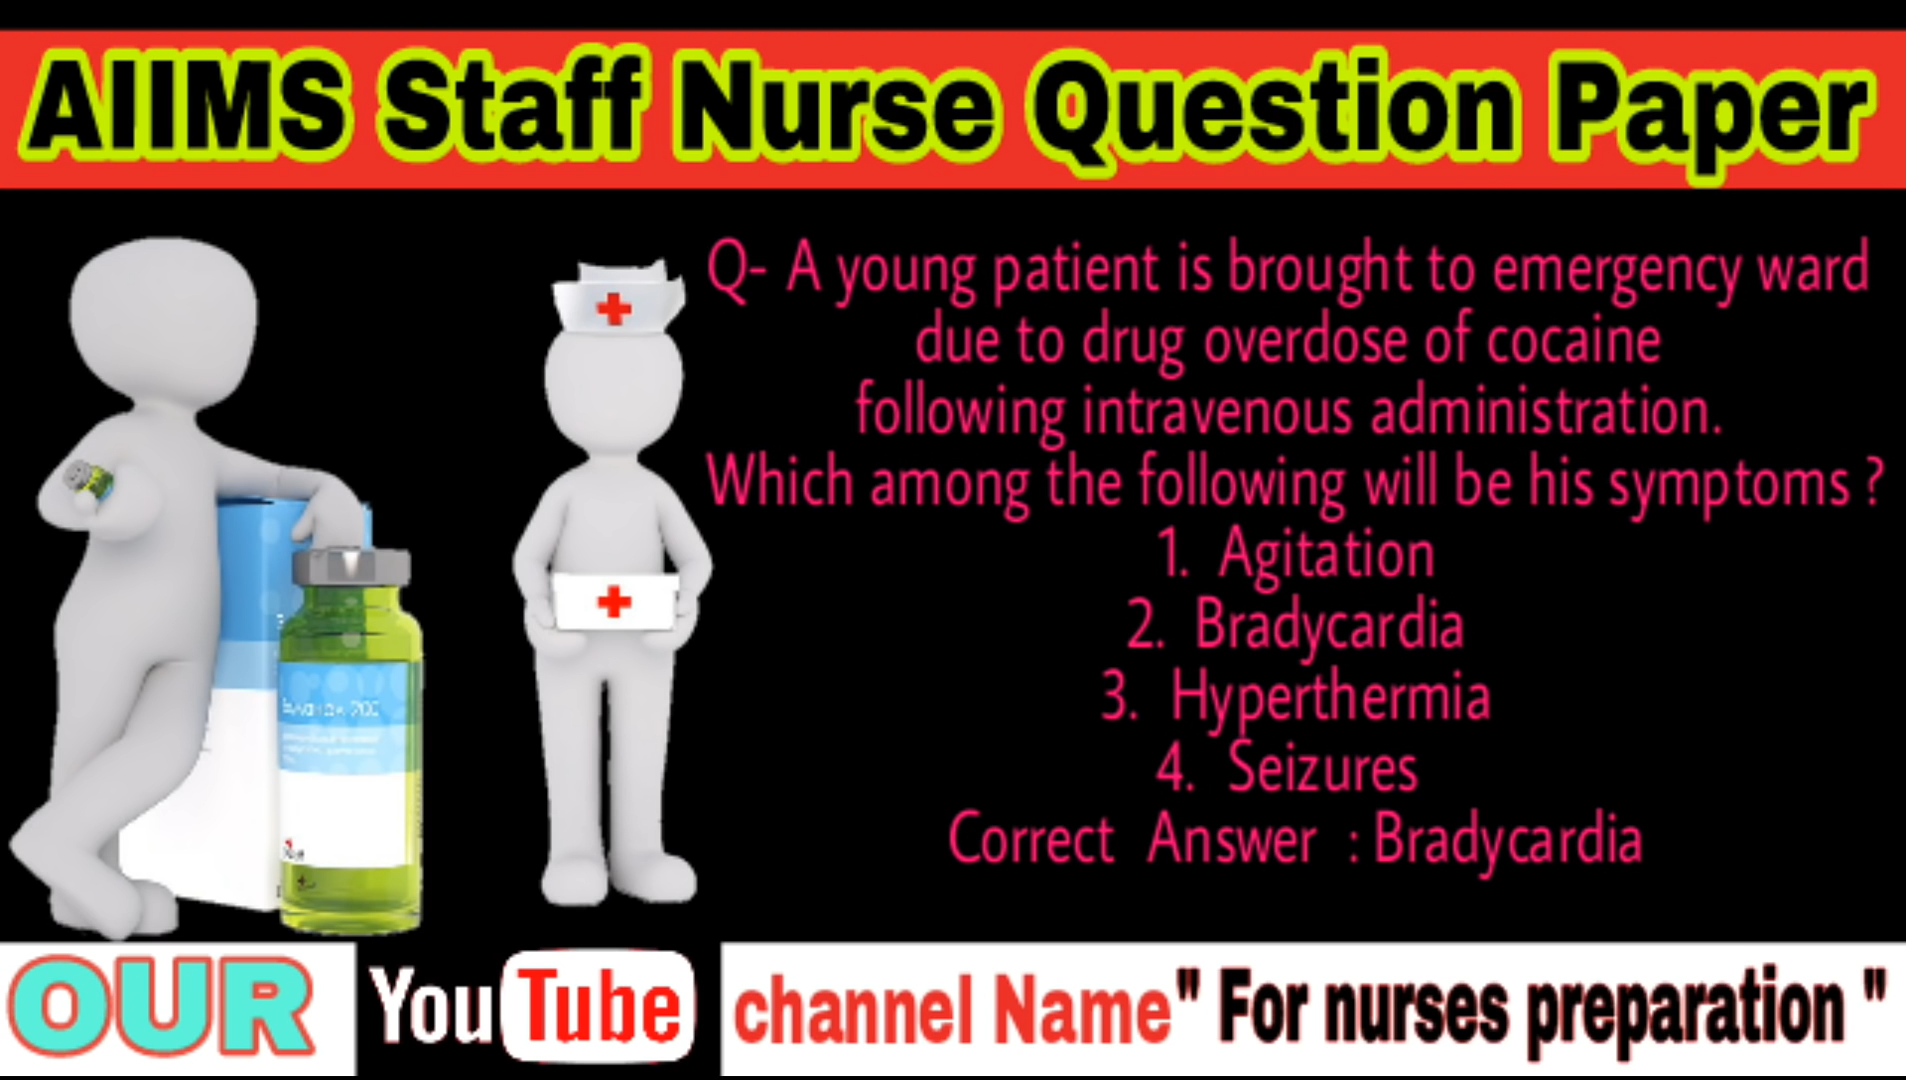 AIIMS Staff Nurse Question Paper
Q- A young patient is brought to emergency ward
due to drug overdose of cocaine
following intravenous administration.
Which among the following will be his symptoms ?
1. Agitation
2. Bradycardia
3. Hyperthermia
4. Seizures
Correct Answer : Bradycardia
OUR YouTube channel Name " For nurses preparation "